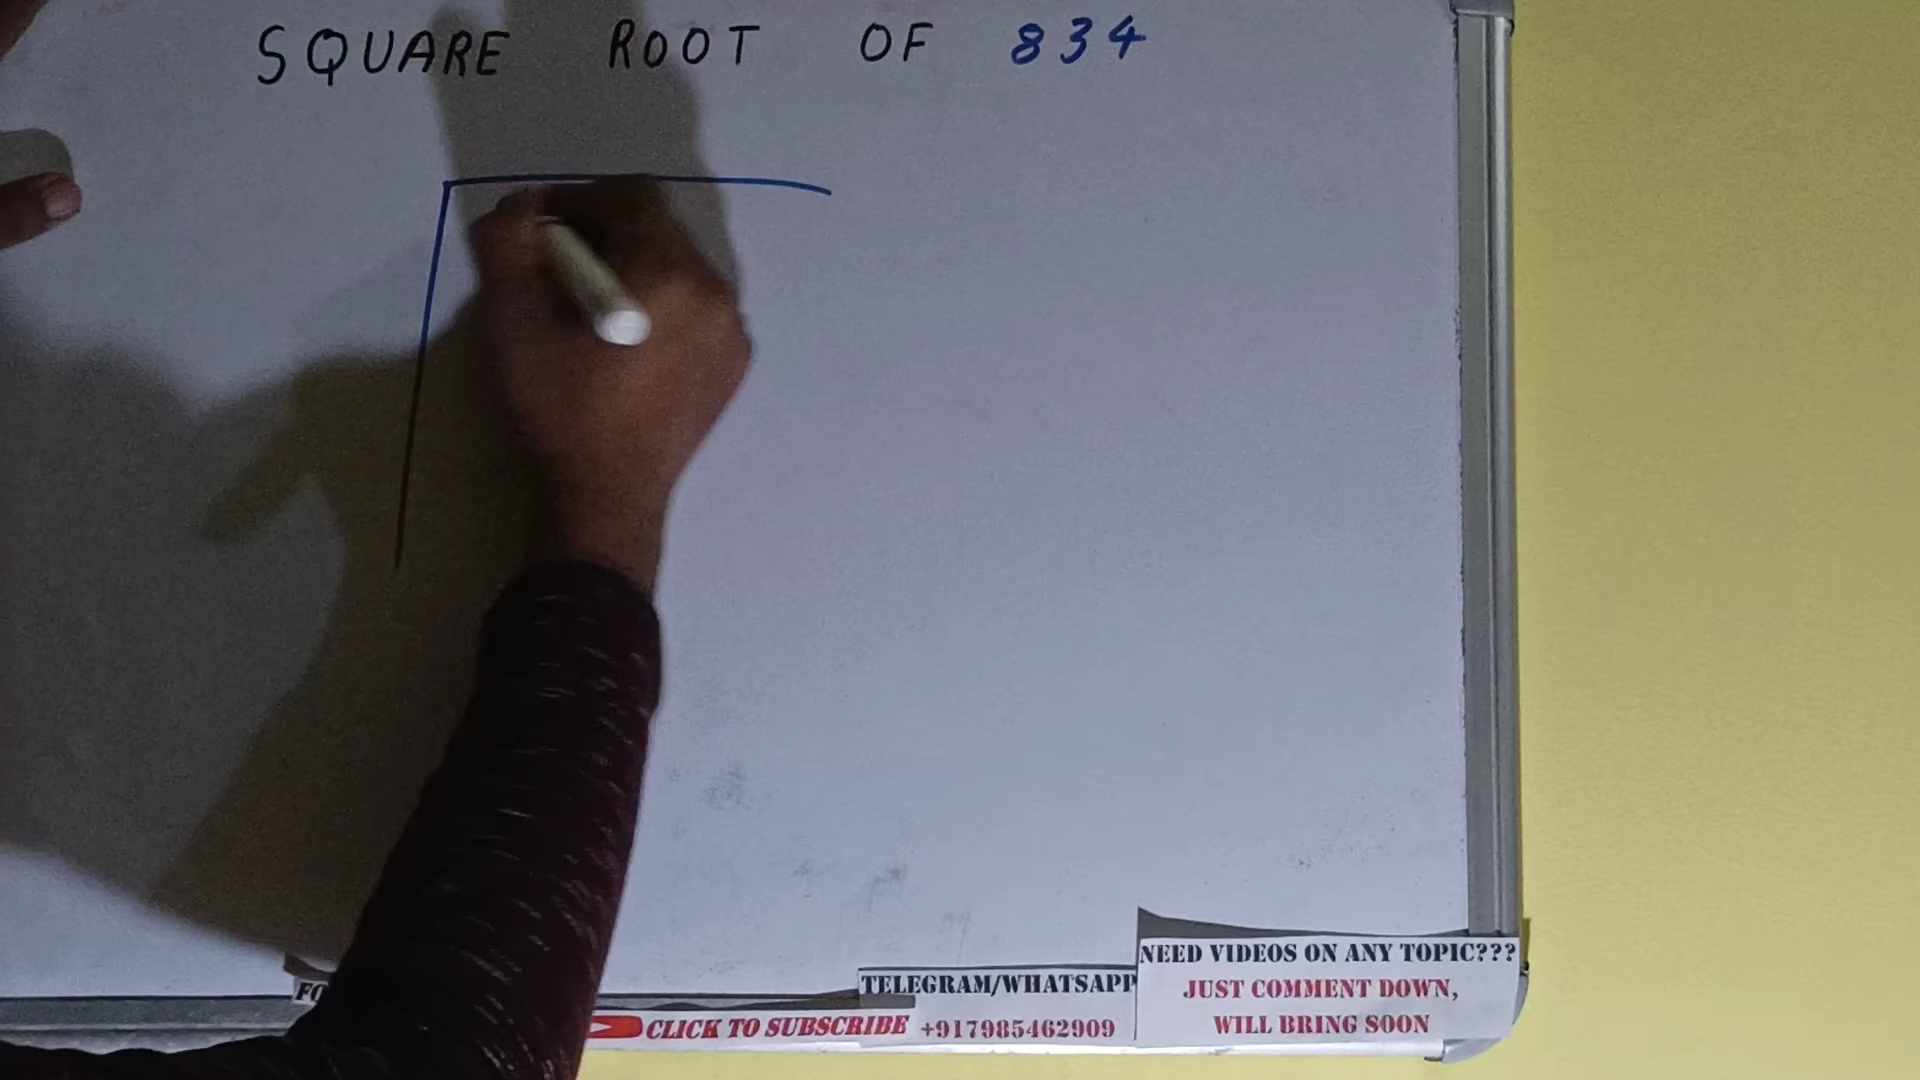 SQUARE ROOT OF 834
NEED VIDEOS ON ANY TOPIC???
JUST COMMENT DOWN,
WILL BRING SOON
TELEGRAM/WHATSAPP
+917985462909
CLICK TO SUBSCRIBE